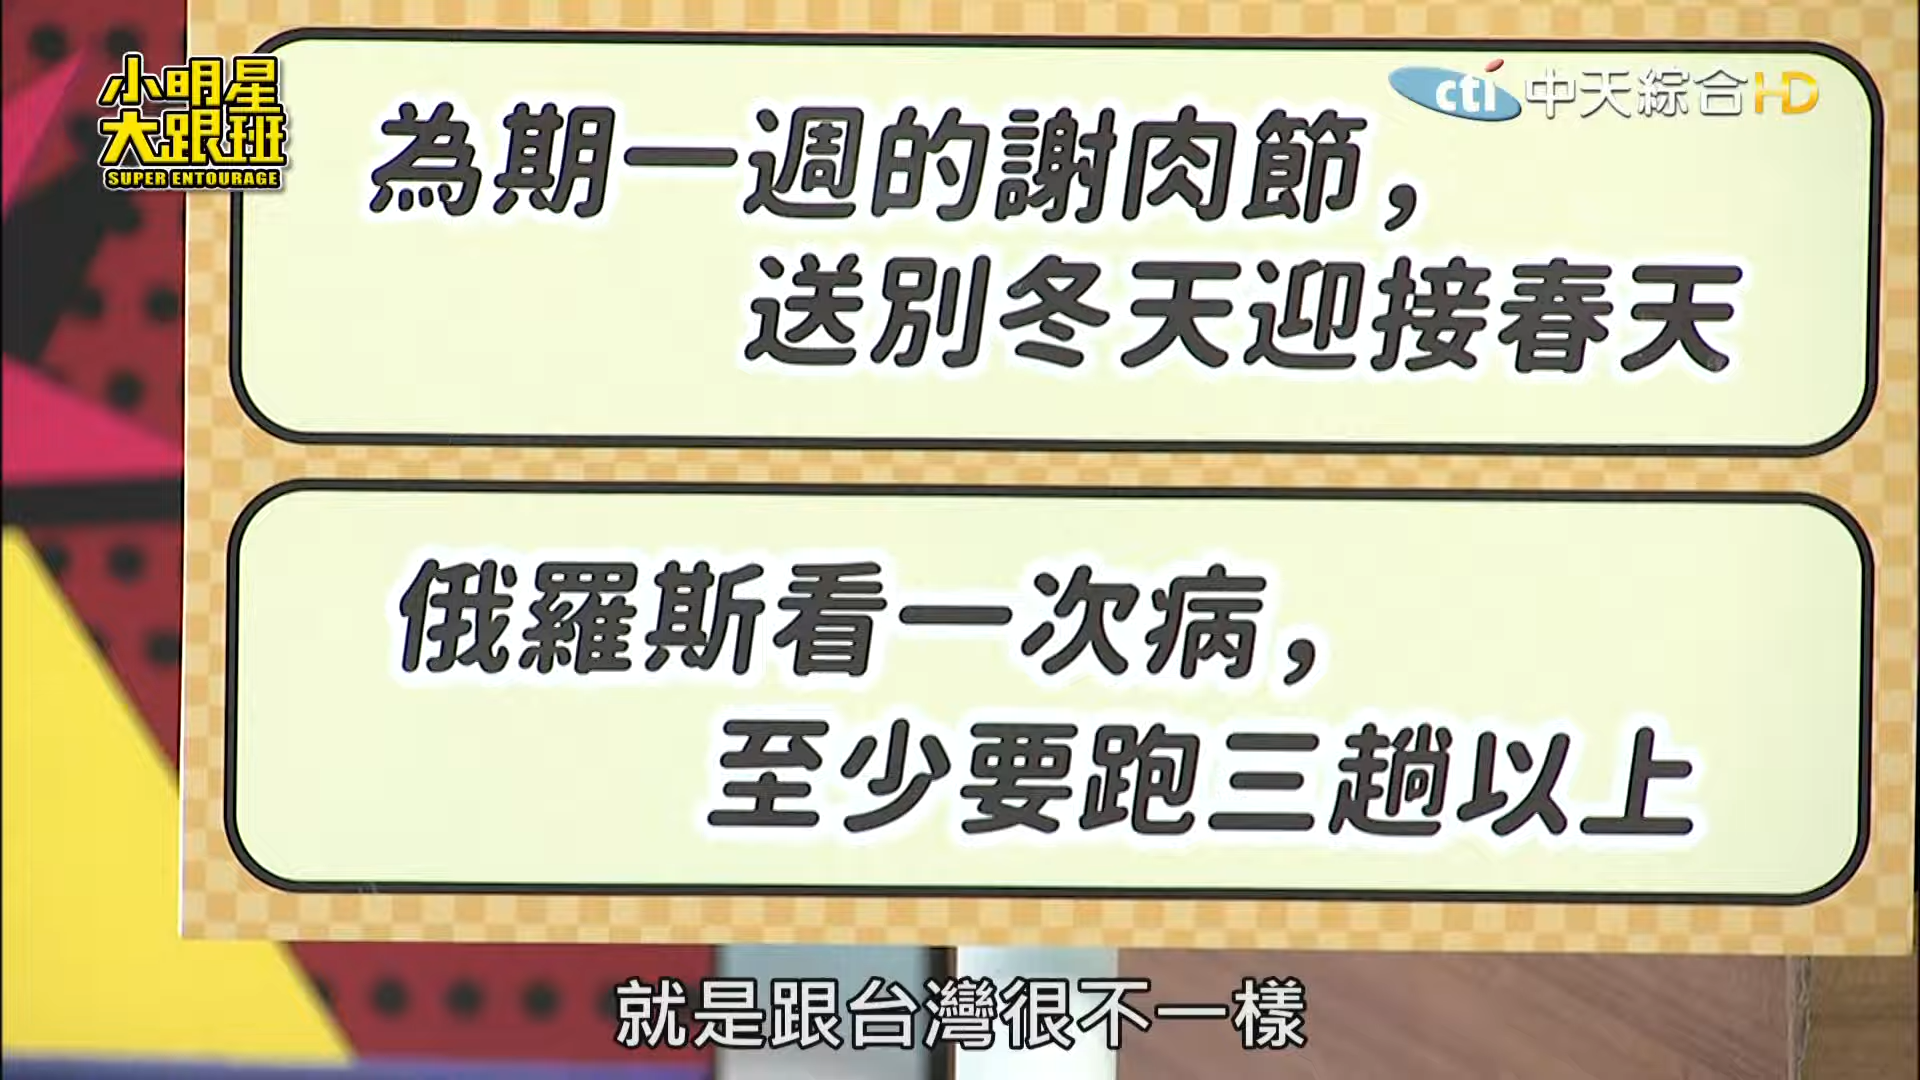 小明星
大跟班
SUPER ENTOURAGE
cti 中天綜合HD
為期一週的謝肉節，
送別冬天迎接春天
俄羅斯看一次病，
至少要跑三趟以上
就是跟台灣很不一樣